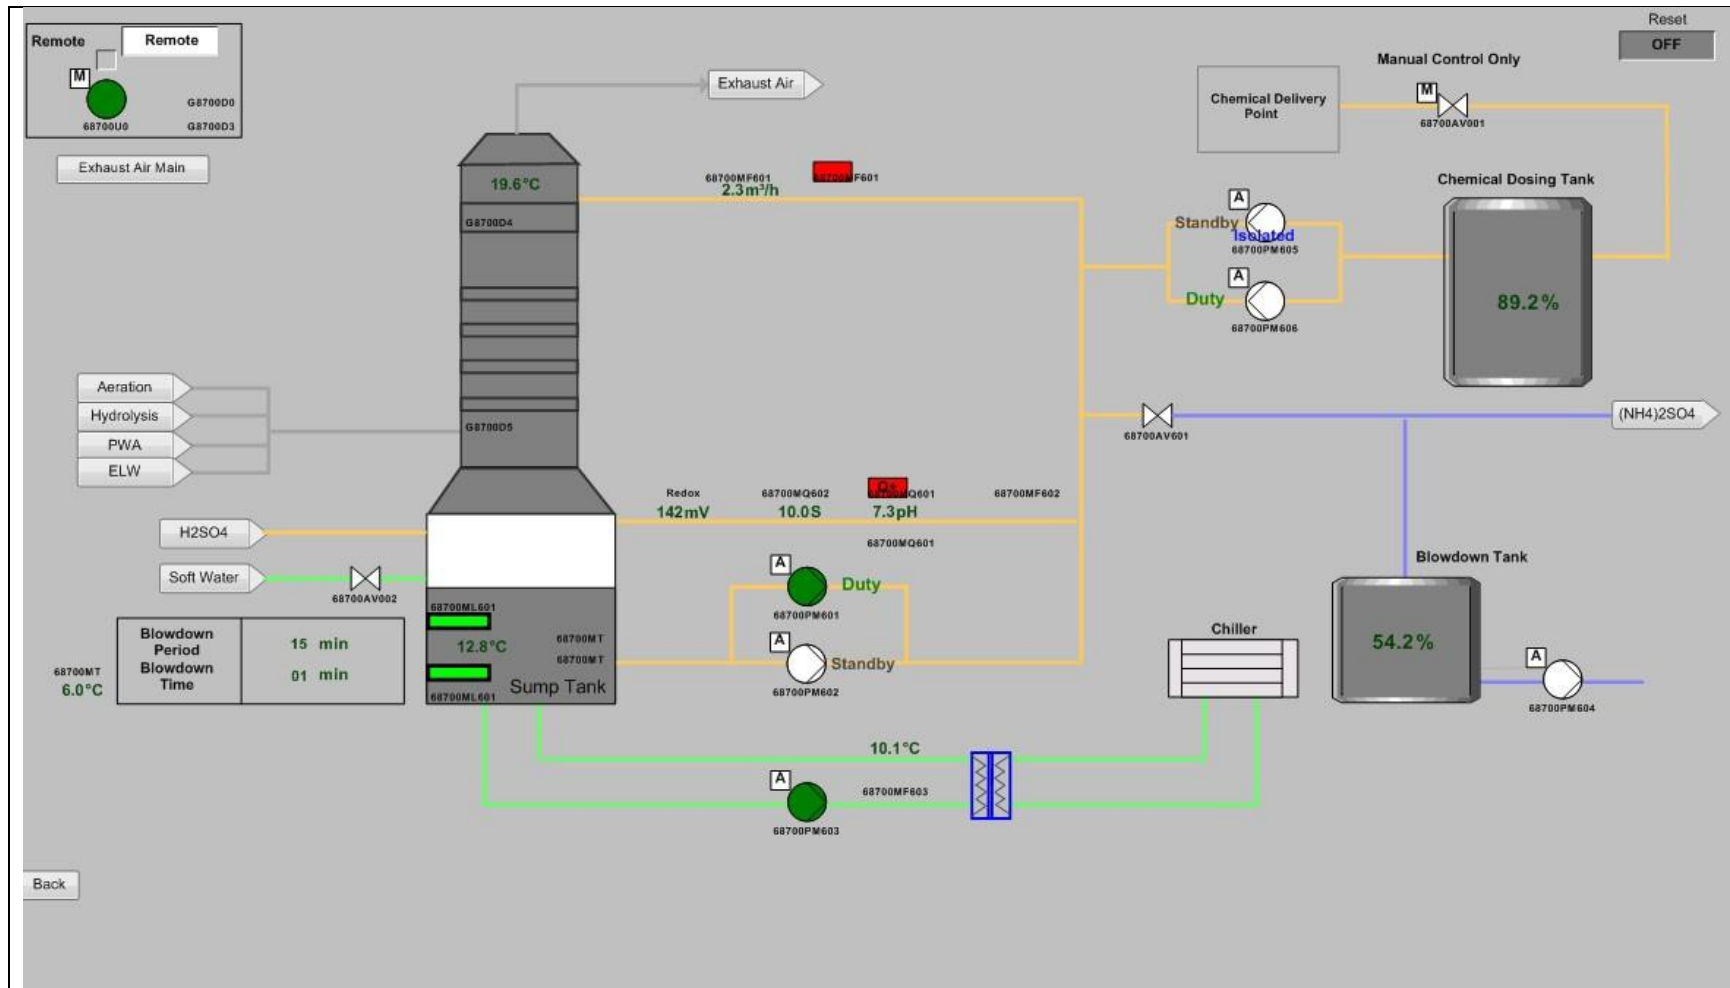 Reset
OFF
Remote
Remote
M
68700U0
G8700D0
G8700D3
Exhaust Air Main
Exhaust Air
Manual Control Only
Chemical Delivery
Point
M
68700AV001
19.6°C
G8700D4
68700MF601
2.3m³/h
68700MF601
Chemical Dosing Tank
A
Standby
Isolated
68700PM605
A
Duty
68700PM606
89.2%
Aeration
Hydrolysis
PWA
ELW
G8700D5
68700AV601
(NH4)2SO4
Redox
142mV
68700MQ602
10.0S
68700MQ601
7.3pH
68700MQ601
68700MF602
H2SO4
Soft Water
68700AV002
A
Duty
68700PM601
A
Standby
68700PM602
Blowdown Tank
54.2%
A
68700PM604
Chiller
Blowdown
Period
15 min
Blowdown
Time
01 min
68700MT
6.0°C
68700ML601
12.8°C
68700MT
68700MT
68700ML601
Sump Tank
10.1°C
A
68700MF603
68700PM603
Back